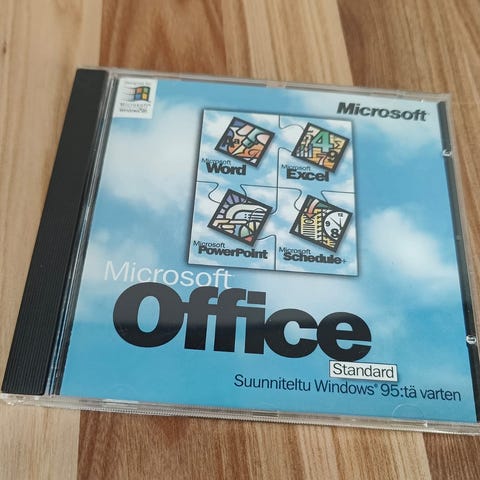 Designed for
Microsoft
Windows 95
Microsoft
Microsoft
Word
Microsoft
Excel
Microsoft
PowerPoint
Microsoft
Schedule+
Microsoft
Office
Standard
Suunniteltu Windows® 95:tä varten